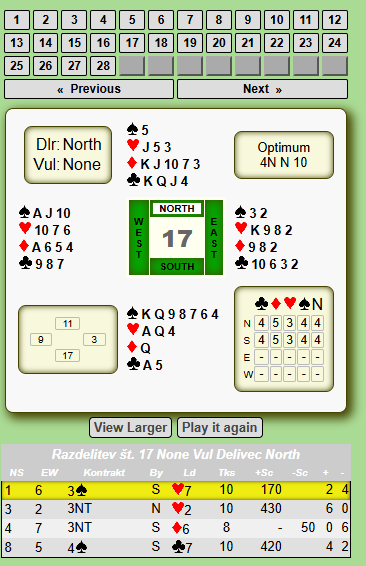 1 2 3 4 5 6 7 8 9 10 11 12
13 14 15 16 17 18 19 20 21 22 23 24
25 26 27 28
« Previous Next »
Dlr: North
Vul: None
♠ 5
♥ J 5 3
♦ K J 10 7 3
♣ K Q J 4
Optimum
4N N 10
♠ A J 10
♥ 10 7 6
♦ A 6 5 4
♣ 9 8 7
NORTH
WEST
17
EAST
SOUTH
♠ 3 2
♥ K 9 8 2
♦ 9 8 2
♣ 10 6 3 2
11
9 3
17
♠ K Q 9 8 7 6 4
♥ A Q 4
♦ Q
♣ A 5
♣ ♦ ♥ ♠ N
N 4 5 3 4 4
S 4 5 3 4 4
E - - - - -
W - - - - -
View Larger Play it again
Razdelitev št. 17 None Vul Delivec North
NS EW Kontrakt By Ld Tks +Sc -Sc + -
1 6 3♠ S ♥7 10 170 2 4
3 2 3NT N ♥2 10 430 6 0
4 7 3NT S ♦6 8 - 50 0 6
8 5 4♠ S ♣7 10 420 4 2